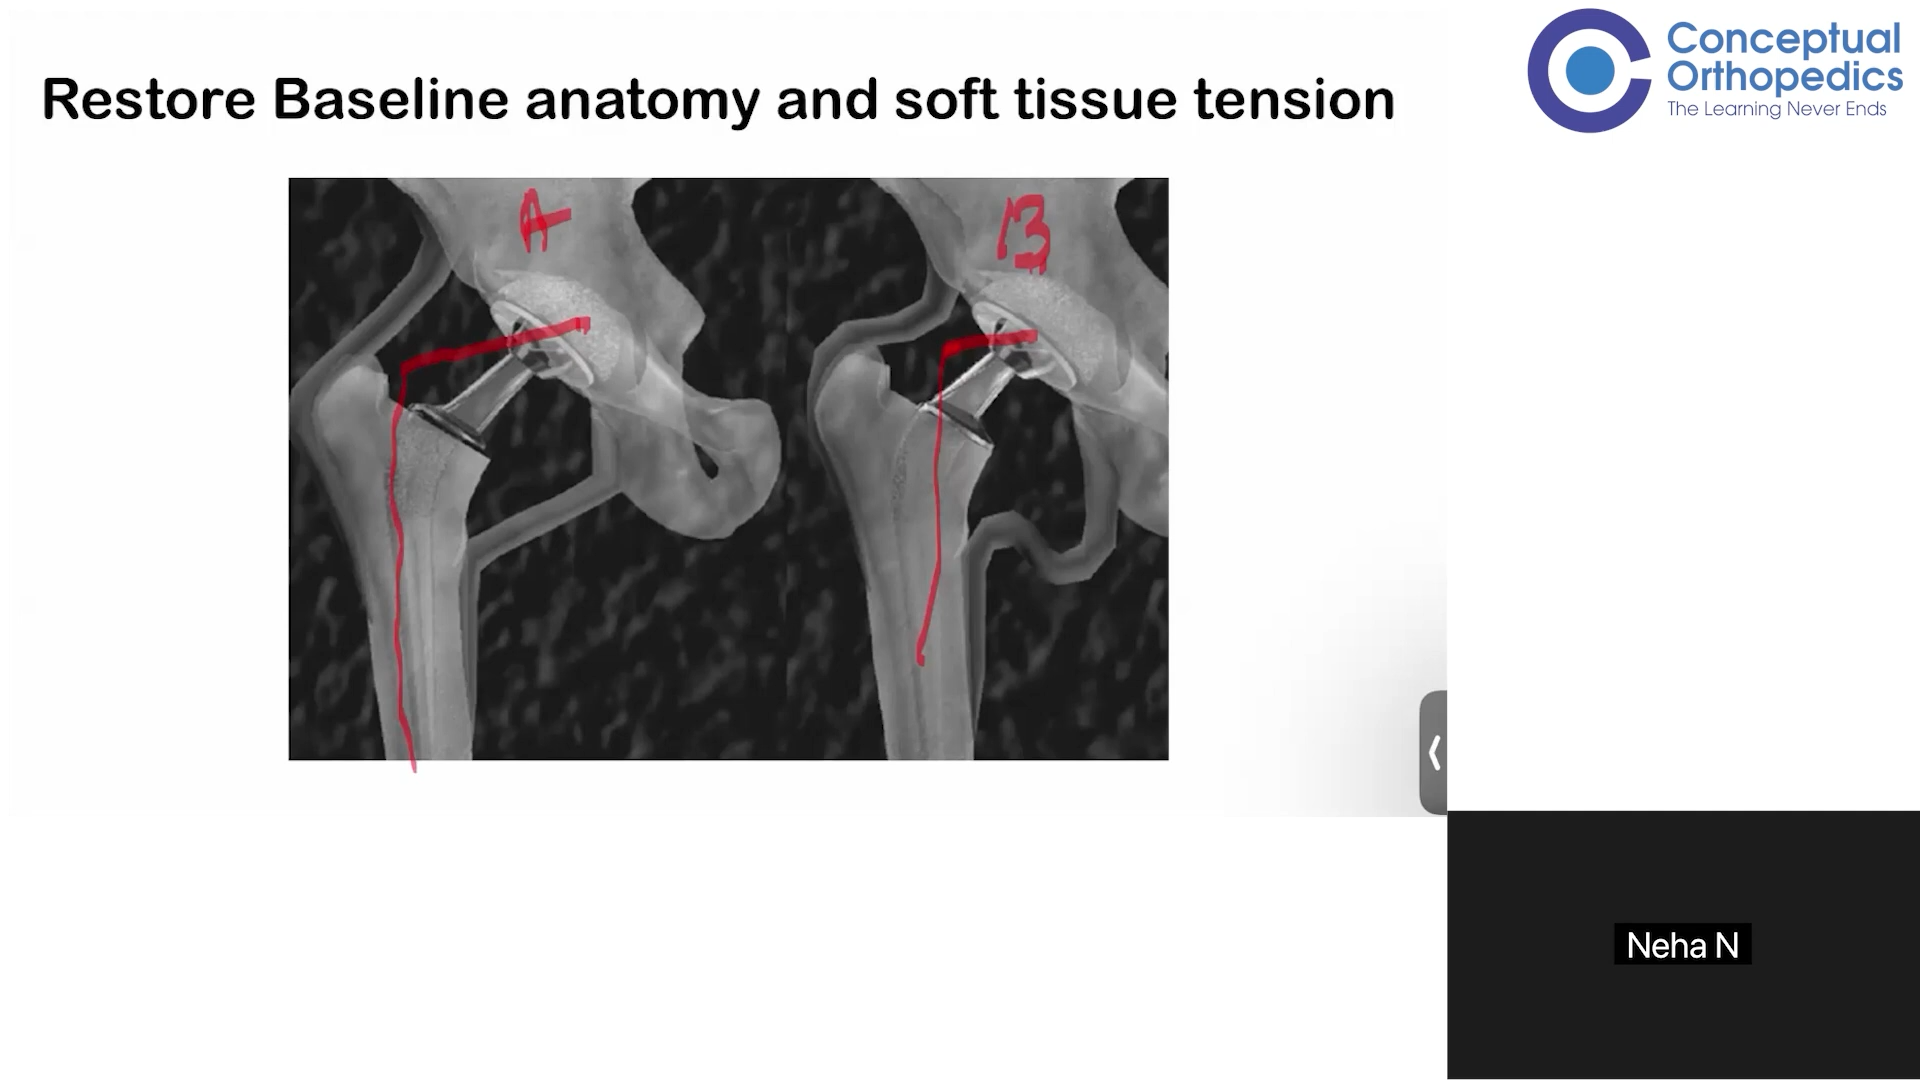 Restore Baseline anatomy and soft tissue tension
Conceptual
Orthopedics
The Learning Never Ends
A
B
Neha N